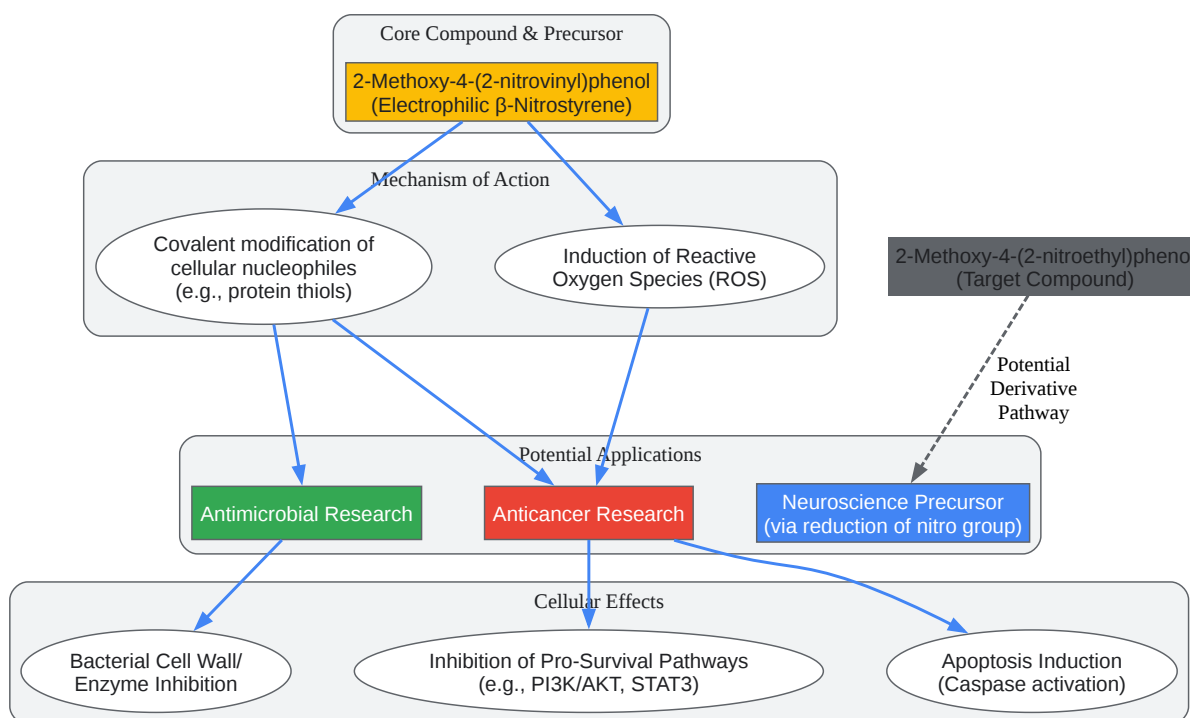 Core Compound & Precursor
2-Methoxy-4-(2-nitrovinyl)phenol
(Electrophilic β-Nitrostyrene)
Mechanism of Action
Covalent modification of
cellular nucleophiles
(e.g., protein thiols)
Induction of Reactive
Oxygen Species (ROS)
2-Methoxy-4-(2-nitroethyl)pheno
(Target Compound)
Potential
Derivative
Pathway
Potential Applications
Antimicrobial Research
Anticancer Research
Neuroscience Precursor
(via reduction of nitro group)
Cellular Effects
Bacterial Cell Wall/
Enzyme Inhibition
Inhibition of Pro-Survival Pathways
(e.g., PI3K/AKT, STAT3)
Apoptosis Induction
(Caspase activation)